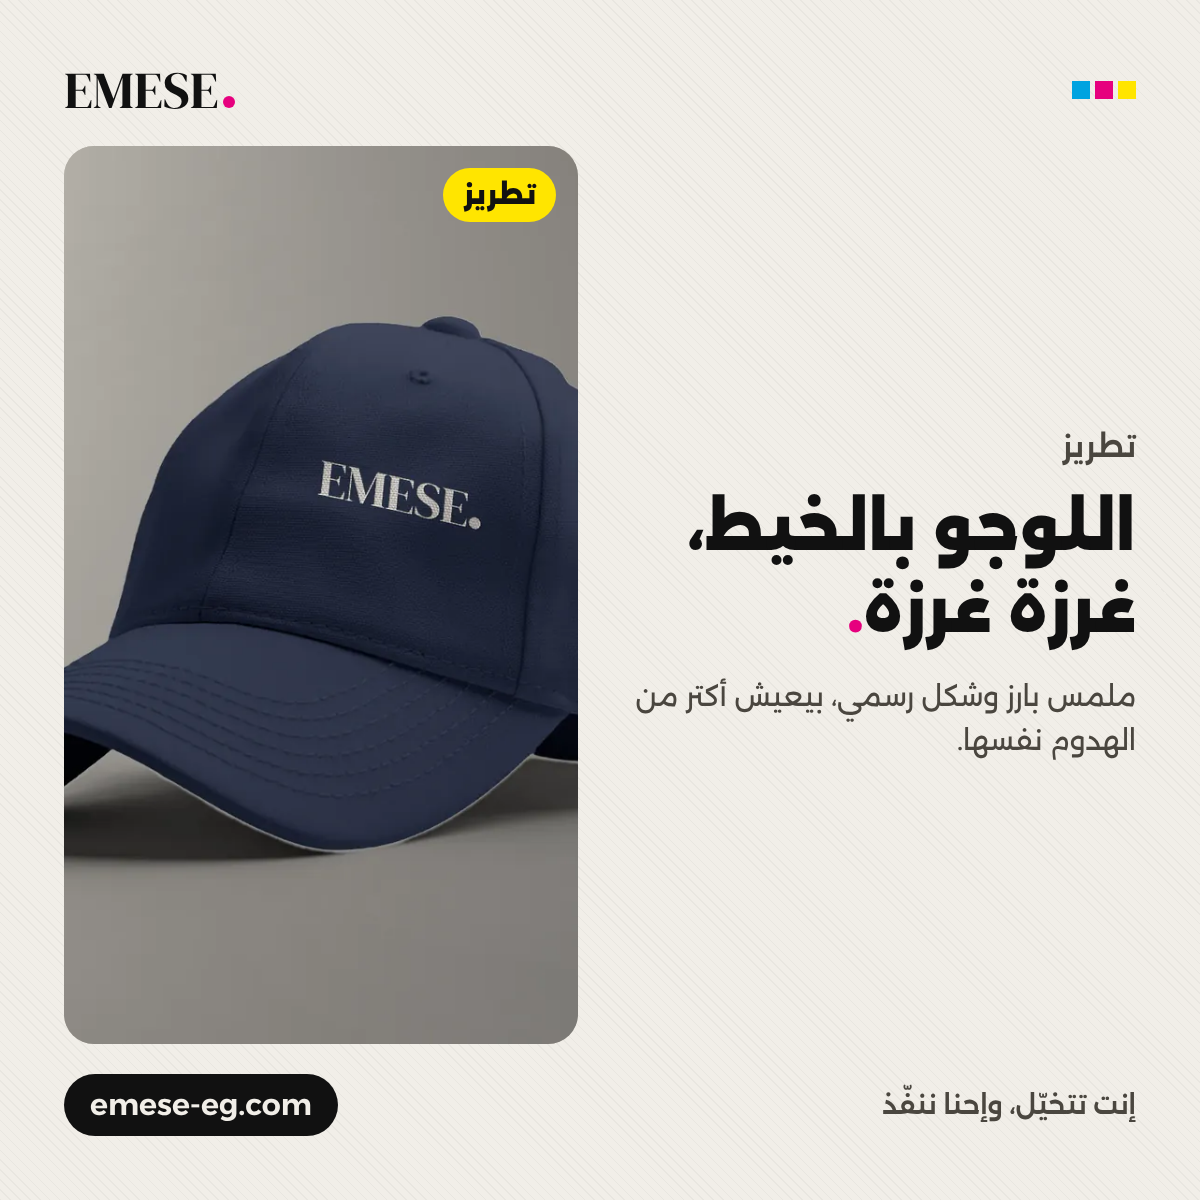 EMESE.
تطريز
EMESE.
تطريز
اللوجو بالخيط،
غرزة غرزة.
ملمس بارز وشكل رسمي، بيعيش أكتر من
الهدوم نفسها.
emese-eg.com
إنت تتخيّل، وإحنا ننفّذ